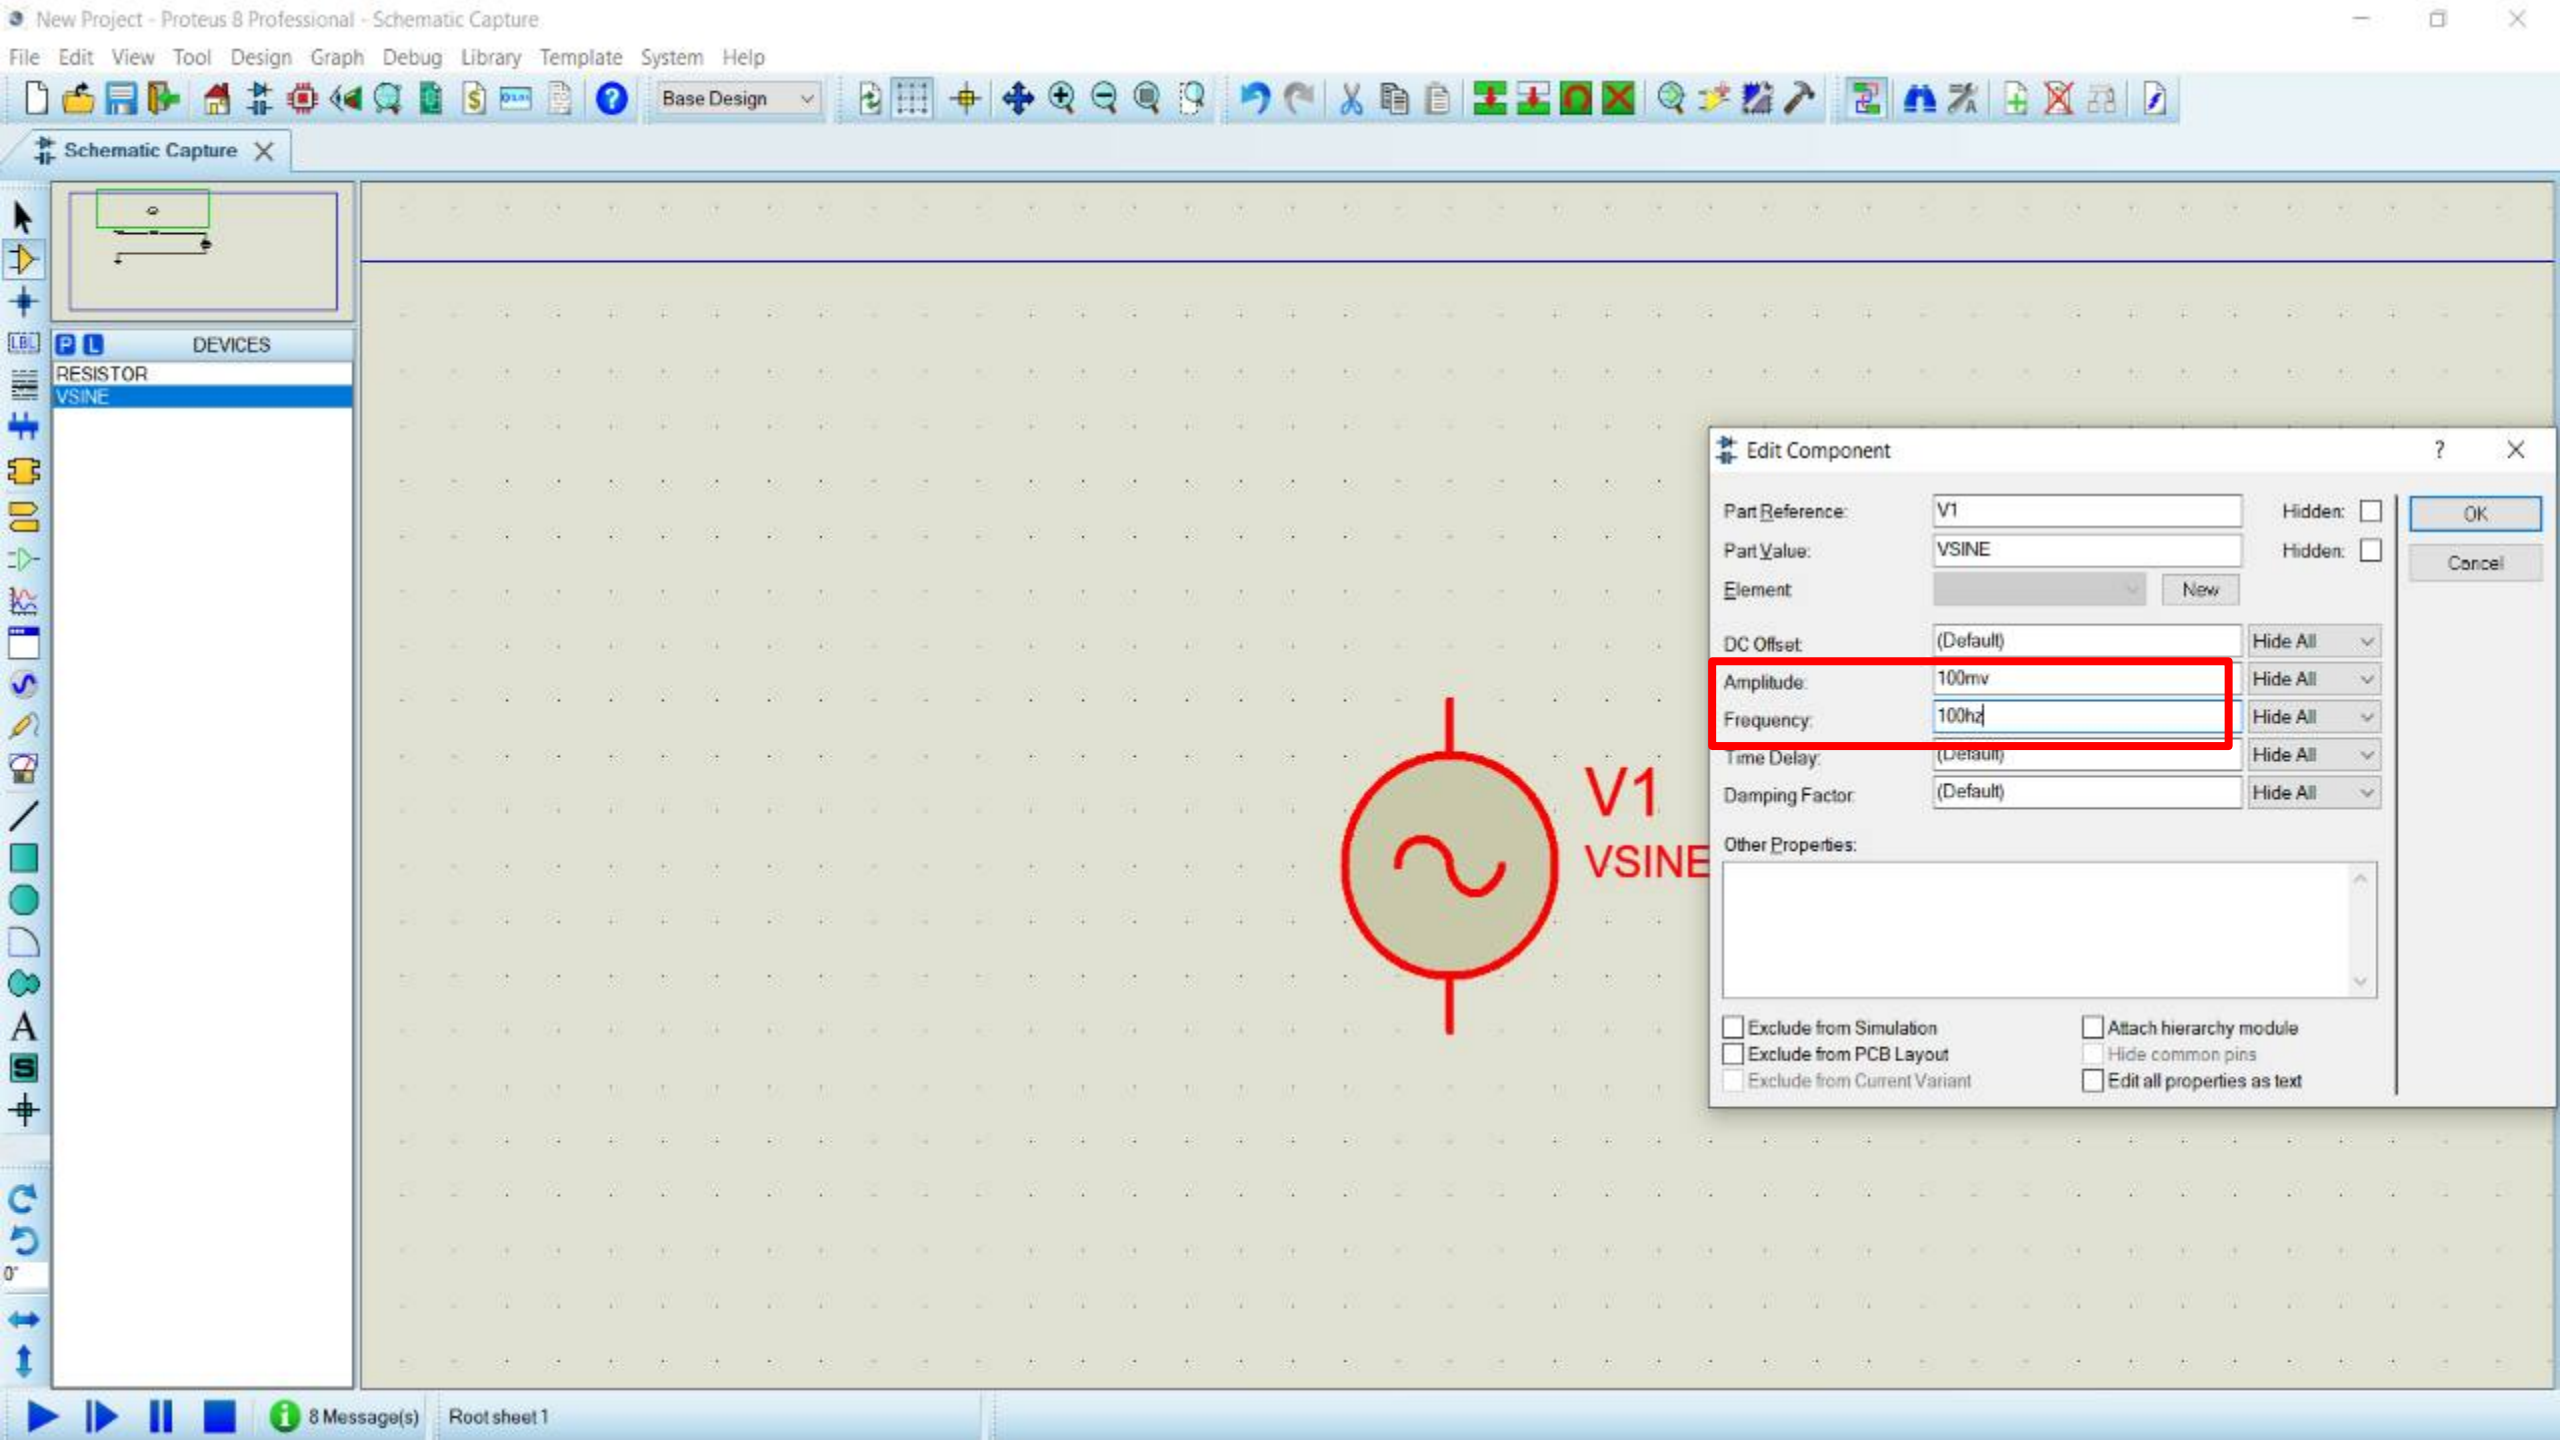 New Project - Proteus 8 Professional - Schematic Capture
File Edit View Tool Design Graph Debug Library Template System Help
Base Design
Schematic Capture
LBL
P L DEVICES
RESISTOR
VSINE
Edit Component ?
Part Reference: V1 Hidden:
OK
Part Value: VSINE Hidden:
Cancel
Element: New
DC Offset: (Default) Hide All
Amplitude: 100mv Hide All
Frequency: 100hz Hide All
Time Delay: (Default) Hide All
Damping Factor: (Default) Hide All
Other Properties:
V1
VSINE
Exclude from Simulation Attach hierarchy module
Exclude from PCB Layout Hide common pins
Exclude from Current Variant Edit all properties as text
A
S
0°
8 Message(s) Root sheet 1